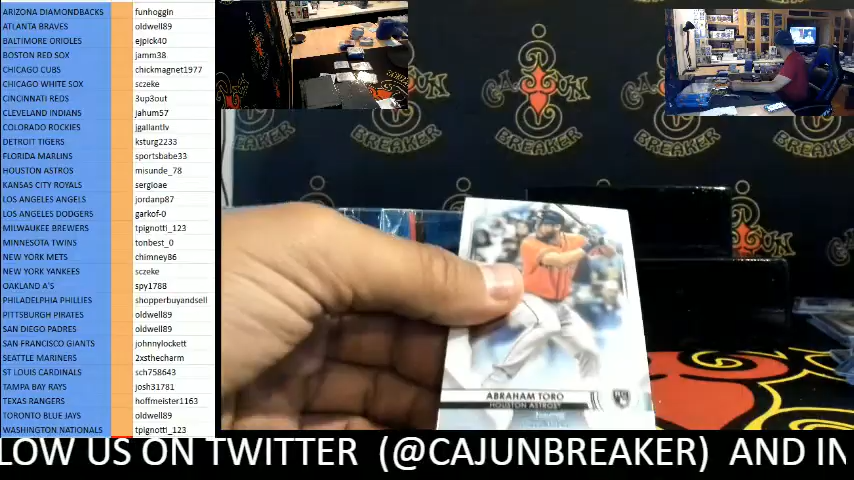 ARIZONA DIAMONDBACKS funhoggin
ATLANTA BRAVES oldwell89
BALTIMORE ORIOLES ejpick40
BOSTON RED SOX jamm38
CHICAGO CUBS chickmagnet1977
CHICAGO WHITE SOX sczeke
CINCINNATI REDS 3up3out
CLEVELAND INDIANS jahum57
COLORADO ROCKIES jgallantlv
DETROIT TIGERS ksturg2233
FLORIDA MARLINS sportsbabe33
HOUSTON ASTROS misunde_78
KANSAS CITY ROYALS sergioae
LOS ANGELES ANGELS jordanp87
LOS ANGELES DODGERS garkof-0
MILWAUKEE BREWERS tpignotti_123
MINNESOTA TWINS tonbest_0
NEW YORK METS chimney86
NEW YORK YANKEES sczeke
OAKLAND A'S spy1788
PHILADELPHIA PHILLIES shopperbuyandsell
PITTSBURGH PIRATES oldwell89
SAN DIEGO PADRES oldwell89
SAN FRANCISCO GIANTS johnnylockett
SEATTLE MARINERS 2xsthecharm
ST LOUIS CARDINALS sch758643
TAMPA BAY RAYS josh31781
TEXAS RANGERS hoffmeister1163
TORONTO BLUE JAYS oldwell89
WASHINGTON NATIONALS tpignotti_123
CAJUN
BREAKER
BREAKER
BREAKER
ABRAHAM TORO
HOUSTON ASTROS
LOW US ON TWITTER (@CAJUNBREAKER) AND IN